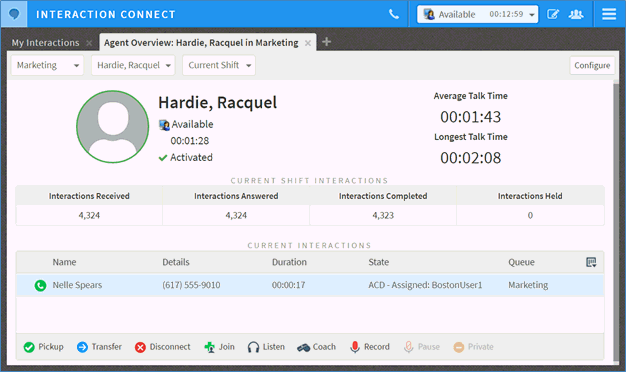 INTERACTION CONNECT
Available 00:12:59
My Interactions
Agent Overview: Hardie, Racquel in Marketing
Marketing Hardie, Racquel Current Shift Configure
Hardie, Racquel
Available
00:01:28
Activated
Average Talk Time
00:01:43
Longest Talk Time
00:02:08
CURRENT SHIFT INTERACTIONS
Interactions Received Interactions Answered Interactions Completed Interactions Held
4,324 4,324 4,323 0
CURRENT INTERACTIONS
Name Details Duration State Queue
Nelle Spears (617) 555-9010 00:00:17 ACD - Assigned: BostonUser1 Marketing
Pickup Transfer Disconnect Join Listen Coach Record Pause Private